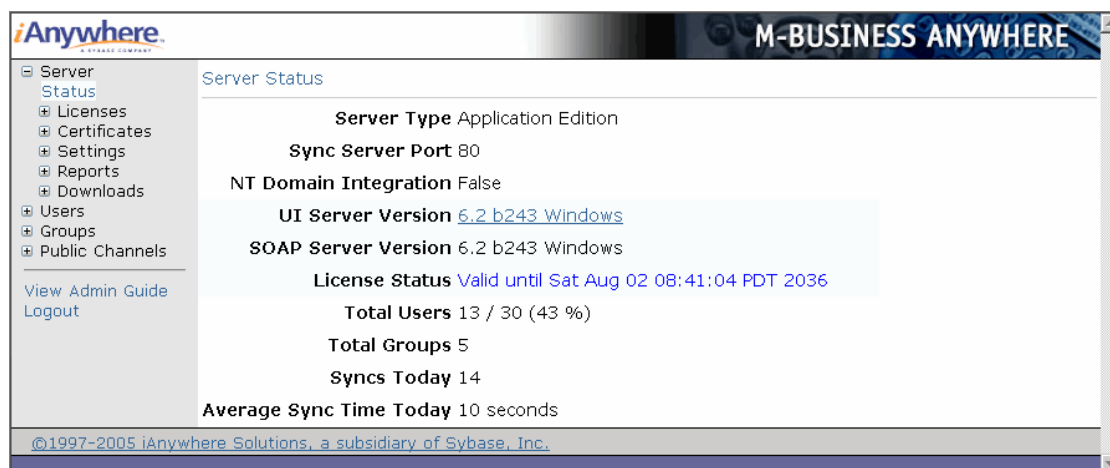 iAnywhere.
A SYBASE COMPANY
M-BUSINESS ANYWHERE
Server
Status
Licenses
Certificates
Settings
Reports
Downloads
Users
Groups
Public Channels
View Admin Guide
Logout
Server Status
Server Type Application Edition
Sync Server Port 80
NT Domain Integration False
UI Server Version 6.2 b243 Windows
SOAP Server Version 6.2 b243 Windows
License Status Valid until Sat Aug 02 08:41:04 PDT 2036
Total Users 13 / 30 (43 %)
Total Groups 5
Syncs Today 14
Average Sync Time Today 10 seconds
©1997-2005 iAnywhere Solutions, a subsidiary of Sybase, Inc.